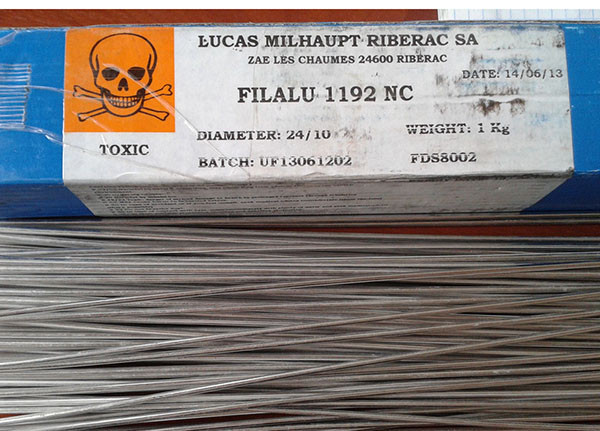 LUCAS MILHAUPT RIBERAC SA
ZAE LES CHAUMES 24600 RIBÉRAC
DATE: 14/06/13
FILALU 1192 NC
DIAMETER: 24/10
WEIGHT: 1 Kg
TOXIC
BATCH: UF13061202
FDS8002